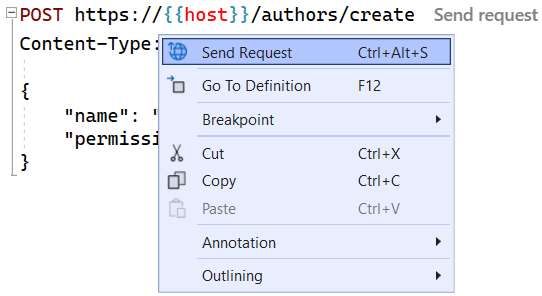 POST https://{{host}}/authors/create Send request
Content-Type:
Send Request Ctrl+Alt+S
{
Go To Definition F12
"name": "
Breakpoint
"permissi
Cut Ctrl+X
}
Copy Ctrl+C
Paste Ctrl+V
Annotation
Outlining